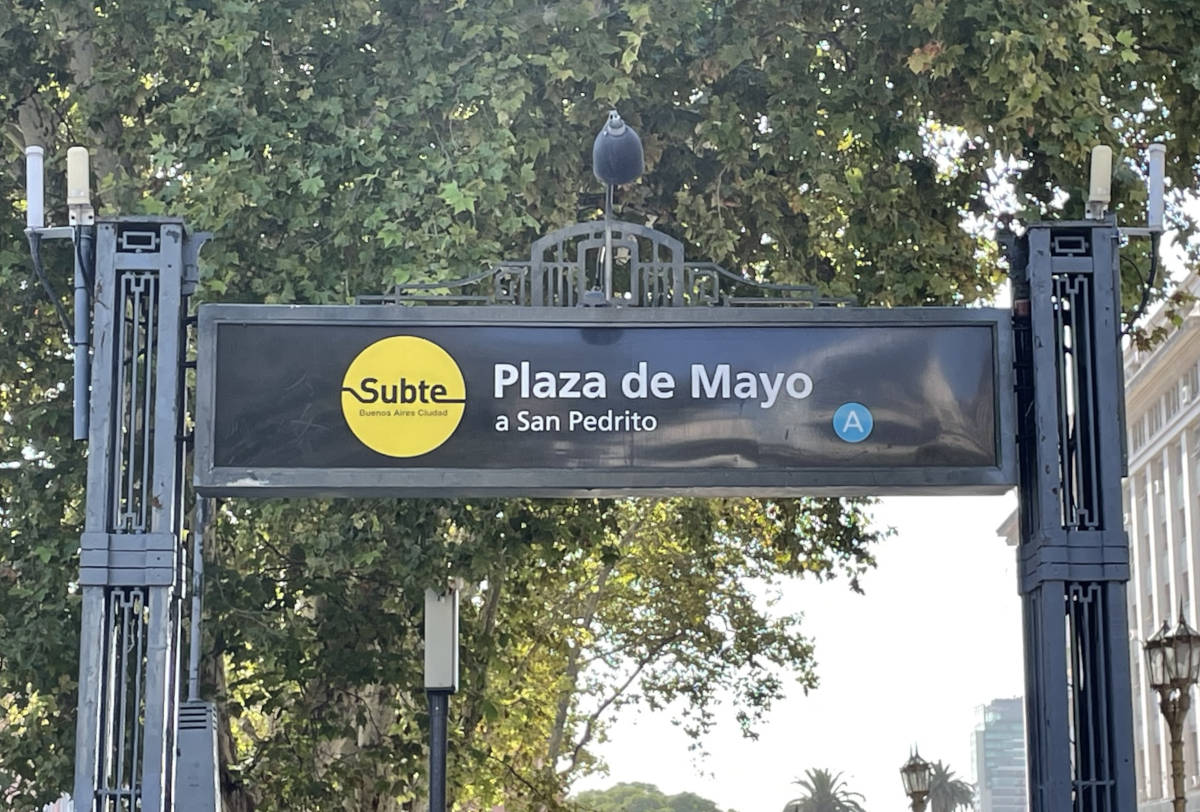 Subte
Buenos Aires Ciudad
Plaza de Mayo
a San Pedrito
A